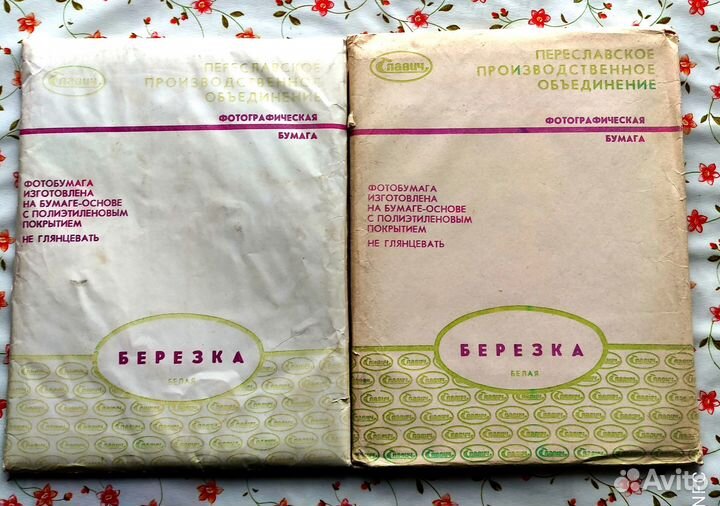 Славич
ПЕРЕСЛАВСКОЕ
ПРОИЗВОДСТВЕННОЕ
ОБЪЕДИНЕНИЕ
ФОТОГРАФИЧЕСКАЯ
БУМАГА
ФОТОБУМАГА
ИЗГОТОВЛЕНА
НА БУМАГЕ-ОСНОВЕ
С ПОЛИЭТИЛЕНОВЫМ
ПОКРЫТИЕМ
НЕ ГЛЯНЦЕВАТЬ
БЕРЕЗКА
БЕЛАЯ
Славич
ПЕРЕСЛАВСКОЕ
ПРОИЗВОДСТВЕННОЕ
ОБЪЕДИНЕНИЕ
ФОТОГРАФИЧЕСКАЯ
БУМАГА
ФОТОБУМАГА
ИЗГОТОВЛЕНА
НА БУМАГЕ-ОСНОВЕ
С ПОЛИЭТИЛЕНОВЫМ
ПОКРЫТИЕМ
НЕ ГЛЯНЦЕВАТЬ
БЕРЕЗКА
БЕЛАЯ
Avito